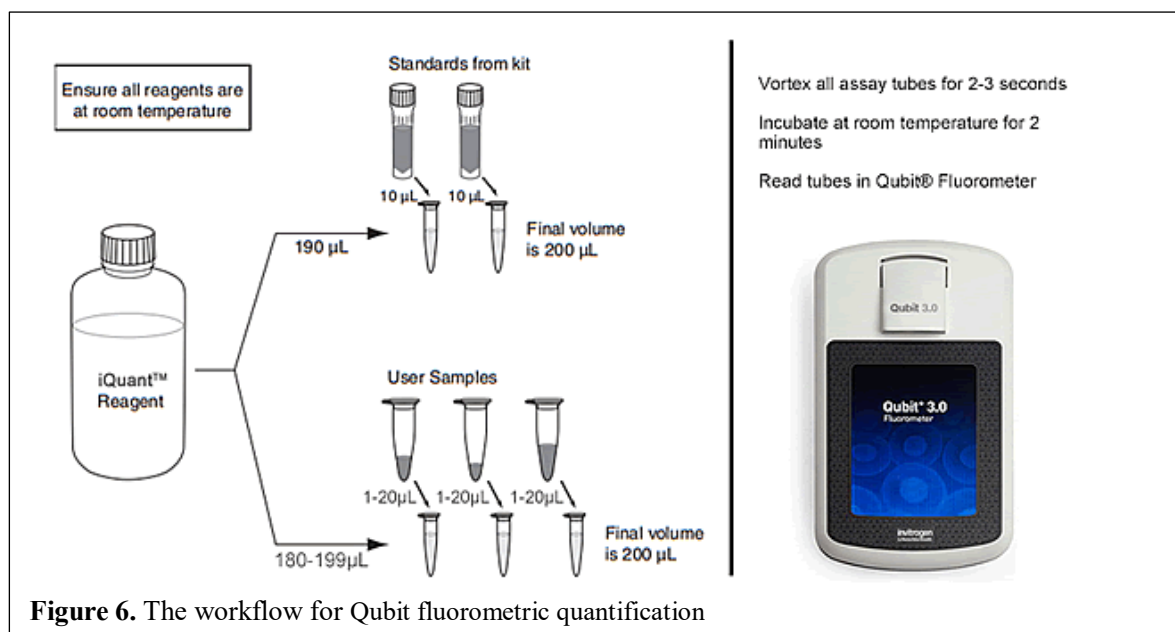 Ensure all reagents are
at room temperature
Standards from kit
10 µL
10 µL
190 µL
Final volume
is 200 µL
iQuant™
Reagent
User Samples
1-20µL
1-20µL
1-20µL
180-199µL
Final volume
is 200 µL
Vortex all assay tubes for 2-3 seconds
Incubate at room temperature for 2
minutes
Read tubes in Qubit® Fluorometer
Qubit 3.0
Qubit® 3.0
Fluorometer
invitrogen
Figure 6. The workflow for Qubit fluorometric quantification